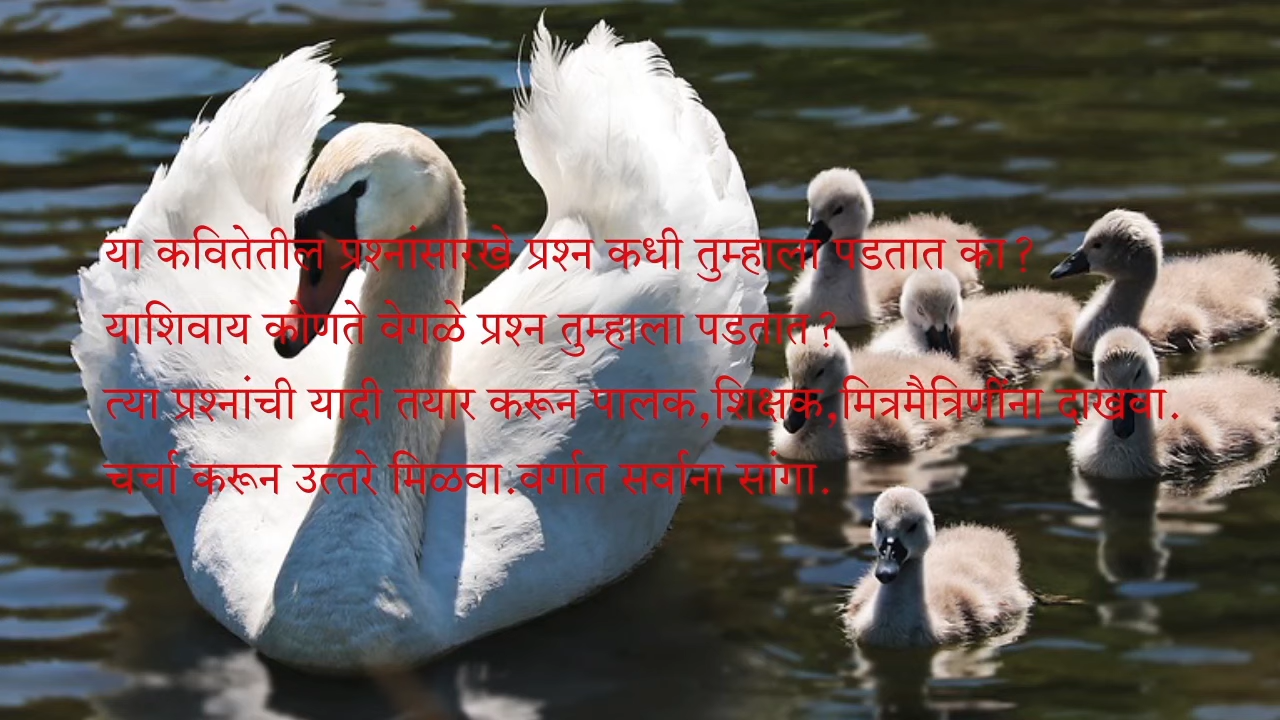 या कवितेतील प्रश्नांसारखे प्रश्न कधी तुम्हाला पडतात का?
याशिवाय कोणते वेगळे प्रश्न तुम्हाला पडतात?
त्या प्रश्नांची यादी तयार करून पालक,शिक्षक,मित्रमैत्रिणींना दाखवा.
चर्चा करून उत्तरे मिळवा.वर्गात सर्वाना सांगा.